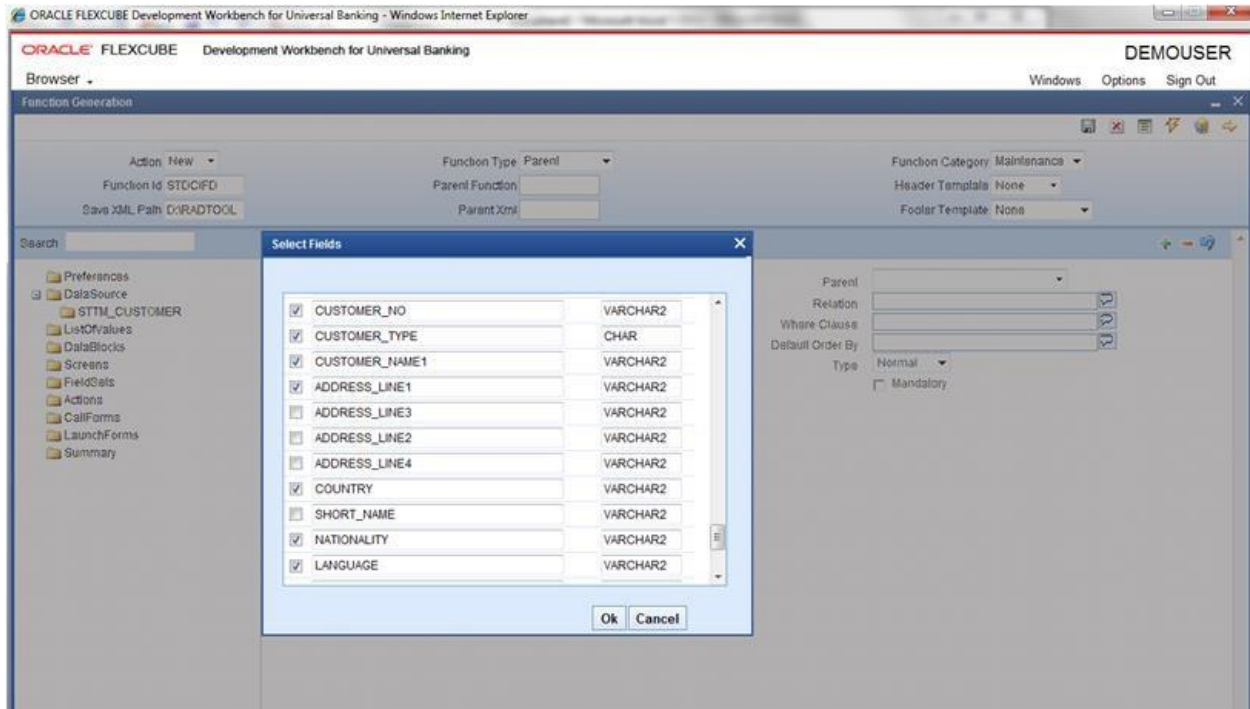 ORACLE FLEXCUBE Development Workbench for Universal Banking - Windows Internet Explorer
ORACLE FLEXCUBE Development Workbench for Universal Banking
DEMOUSER
Browser
Windows Options Sign Out
Function Generation
Action New Function Type Parent Function Category Maintenance
Function Id STDCIFD Parent Function Header Template None
Save XML Path D:\RADTOOL Parent Xml Footer Template None
Search
Select Fields
Preferences
DataSource
STTM_CUSTOMER
ListOfValues
DataBlocks
Screens
FieldSets
Actions
CallForms
LaunchForms
Summary
CUSTOMER_NO VARCHAR2
CUSTOMER_TYPE CHAR
CUSTOMER_NAME1 VARCHAR2
ADDRESS_LINE1 VARCHAR2
ADDRESS_LINE3 VARCHAR2
ADDRESS_LINE2 VARCHAR2
ADDRESS_LINE4 VARCHAR2
COUNTRY VARCHAR2
SHORT_NAME VARCHAR2
NATIONALITY VARCHAR2
LANGUAGE VARCHAR2
Ok Cancel
Parent
Relation
Where Clause
Default Order By
Type Normal
Mandatory